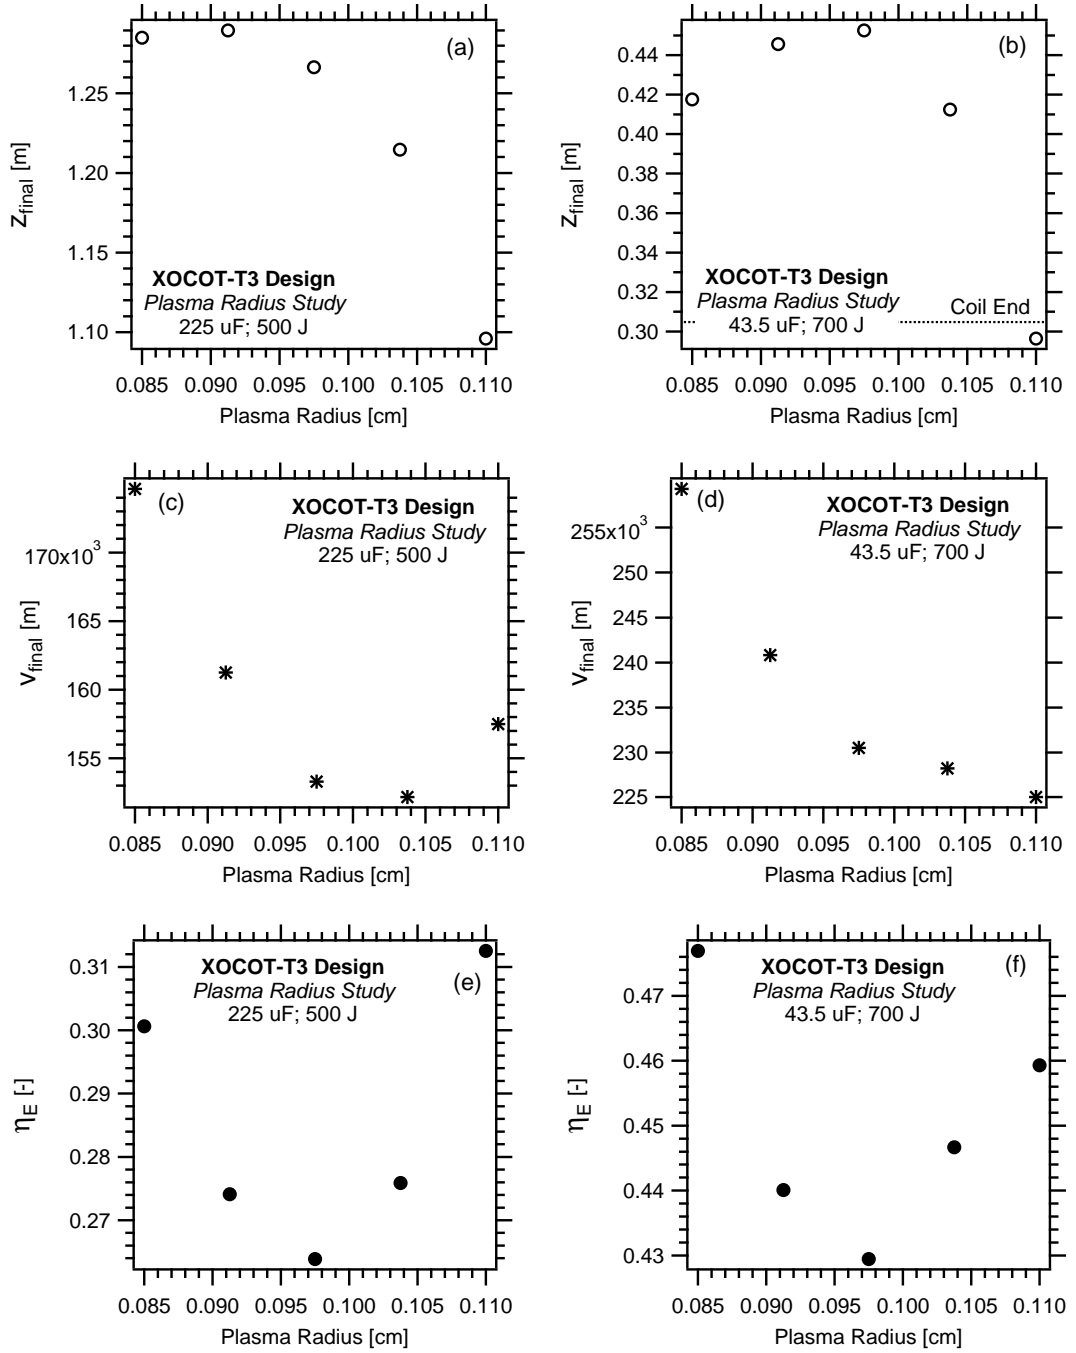 (a)
z_final [m]
1.25
1.20
1.15
1.10
XOCOT-T3 Design
Plasma Radius Study
225 uF; 500 J
0.085 0.090 0.095 0.100 0.105 0.110
Plasma Radius [cm]
(b)
z_final [m]
0.44
0.42
0.40
0.38
0.36
0.34
0.32
0.30
XOCOT-T3 Design
Plasma Radius Study
43.5 uF; 700 J
Coil End
0.085 0.090 0.095 0.100 0.105 0.110
Plasma Radius [cm]
(c)
XOCOT-T3 Design
Plasma Radius Study
225 uF; 500 J
v_final [m]
170x10³
165
160
155
0.085 0.090 0.095 0.100 0.105 0.110
Plasma Radius [cm]
(d)
XOCOT-T3 Design
Plasma Radius Study
43.5 uF; 700 J
v_final [m]
255x10³
250
245
240
235
230
225
0.085 0.090 0.095 0.100 0.105 0.110
Plasma Radius [cm]
XOCOT-T3 Design
Plasma Radius Study
225 uF; 500 J
(e)
η_E [-]
0.31
0.30
0.29
0.28
0.27
0.085 0.090 0.095 0.100 0.105 0.110
Plasma Radius [cm]
XOCOT-T3 Design
Plasma Radius Study
43.5 uF; 700 J
(f)
η_E [-]
0.47
0.46
0.45
0.44
0.43
0.085 0.090 0.095 0.100 0.105 0.110
Plasma Radius [cm]